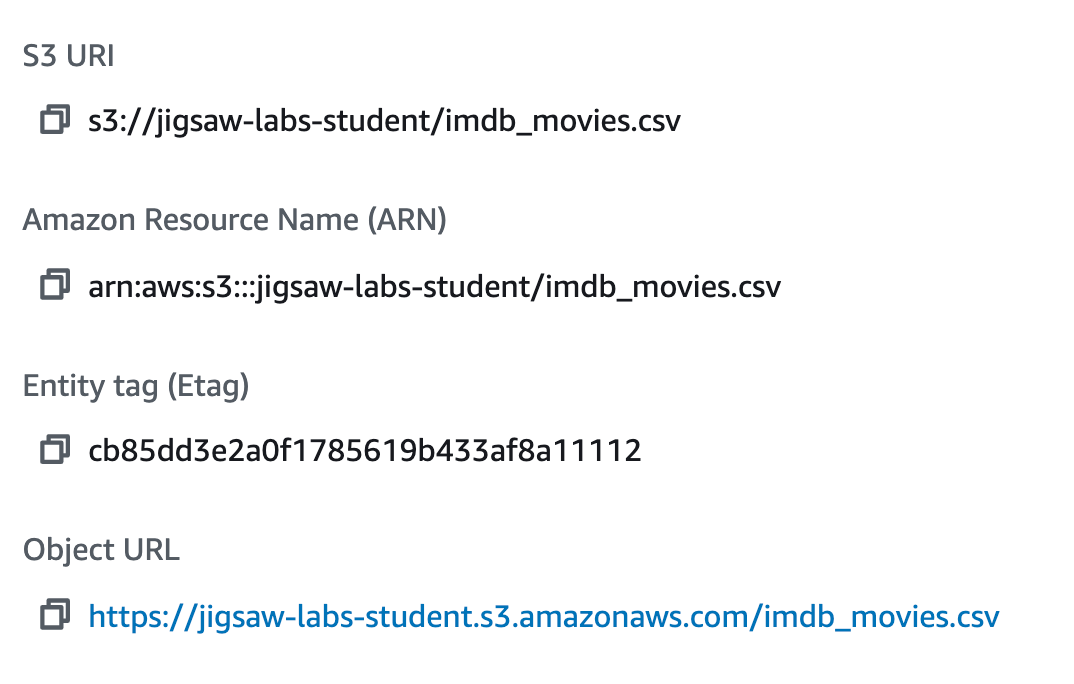 S3 URI
s3://jigsaw-labs-student/imdb_movies.csv
Amazon Resource Name (ARN)
arn:aws:s3:::jigsaw-labs-student/imdb_movies.csv
Entity tag (Etag)
cb85dd3e2a0f1785619b433af8a11112
Object URL
https://jigsaw-labs-student.s3.amazonaws.com/imdb_movies.csv